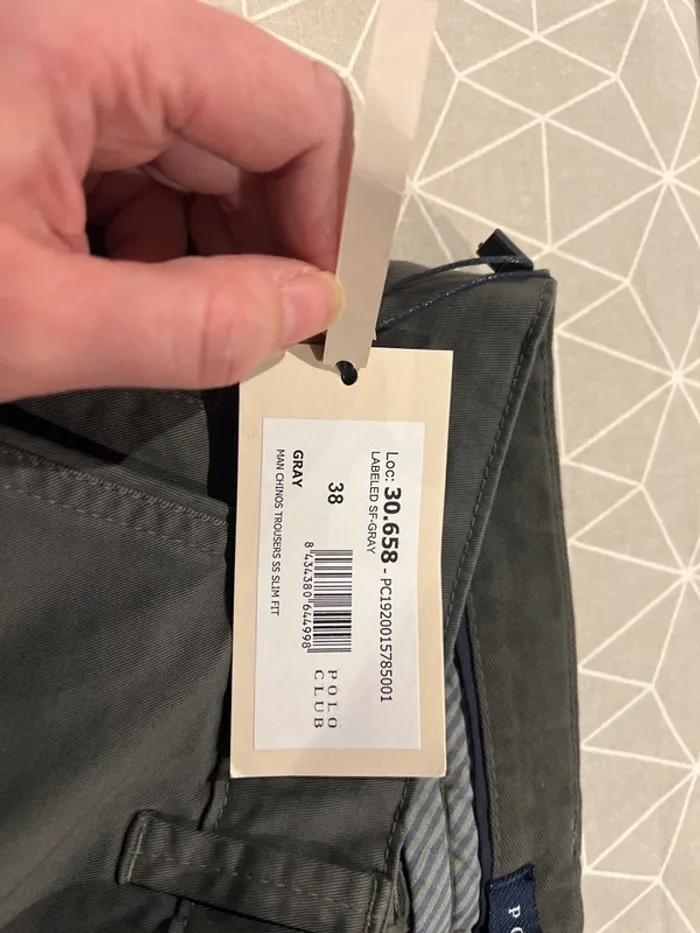 Loc: 30.658 - PC1920015785001
LABELED SF-GRAY
38
8 434380 644998
POLO
CLUB
GRAY
MAN CHINOS TROUSERS SS SLIM FIT